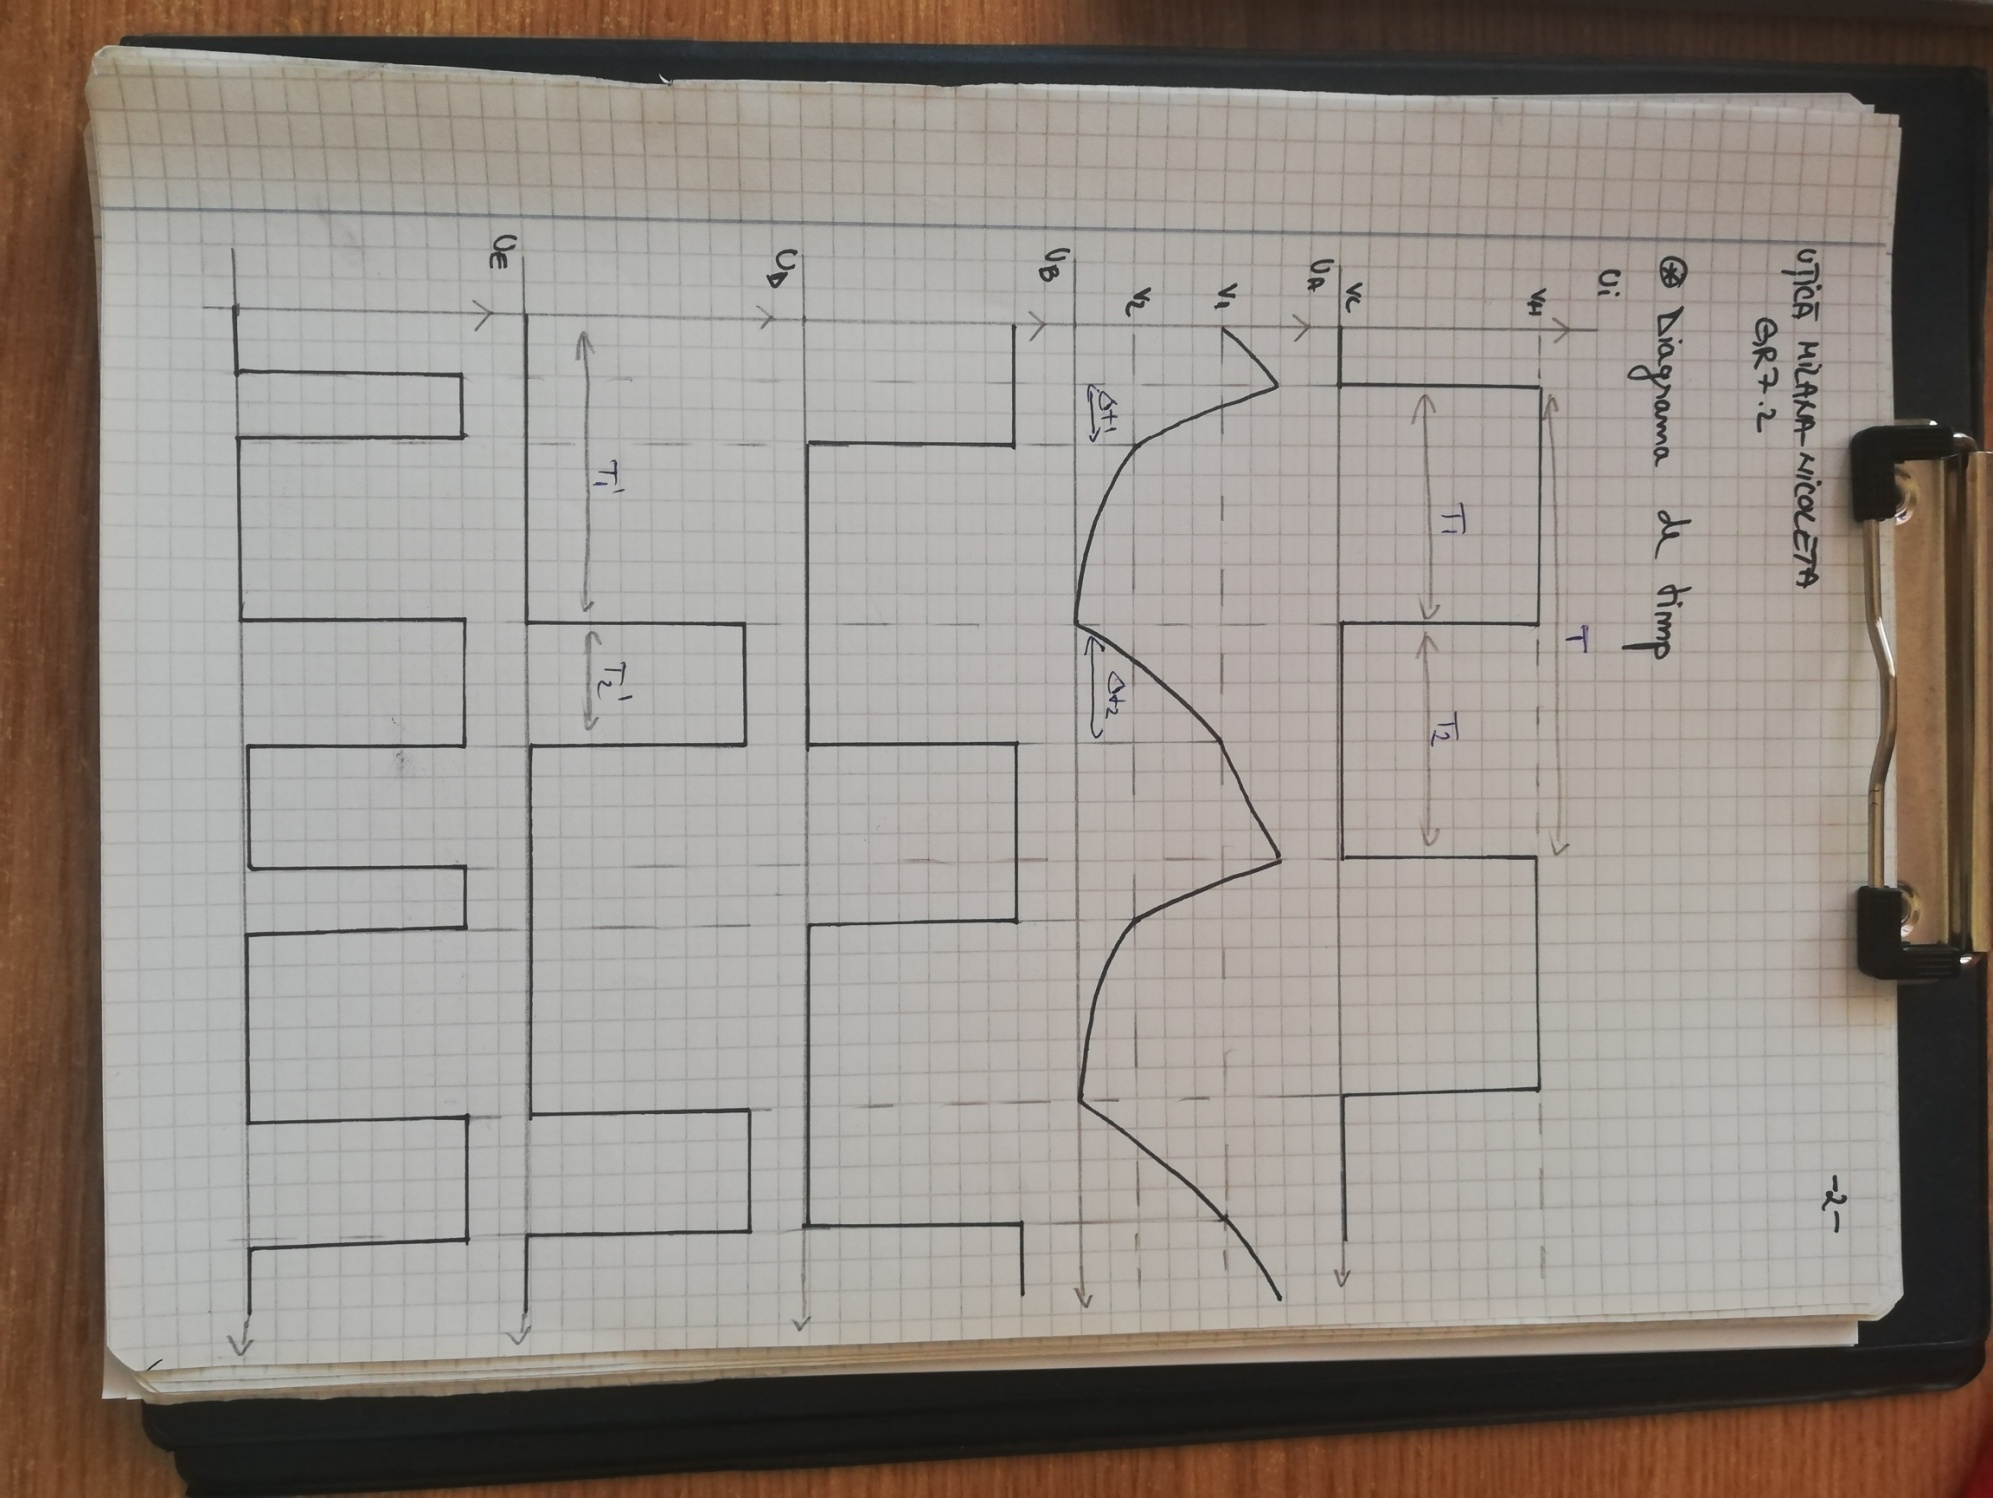 -2-
UȚICĂ MILANA-NICOLETA
GR 7.2
⊛ Diagrama de timp
Ui
VH
T
T1
T2
VL
UA
V1
V2
Δt1
Δt2
UB
UD
T1'
T2'
UE